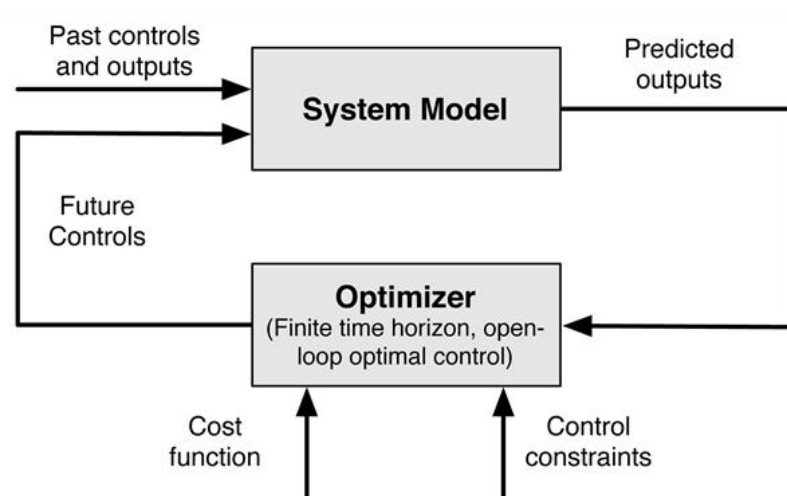 Past controls
and outputs
System Model
Predicted
outputs
Future
Controls
Optimizer
(Finite time horizon, open-
loop optimal control)
Cost
function
Control
constraints